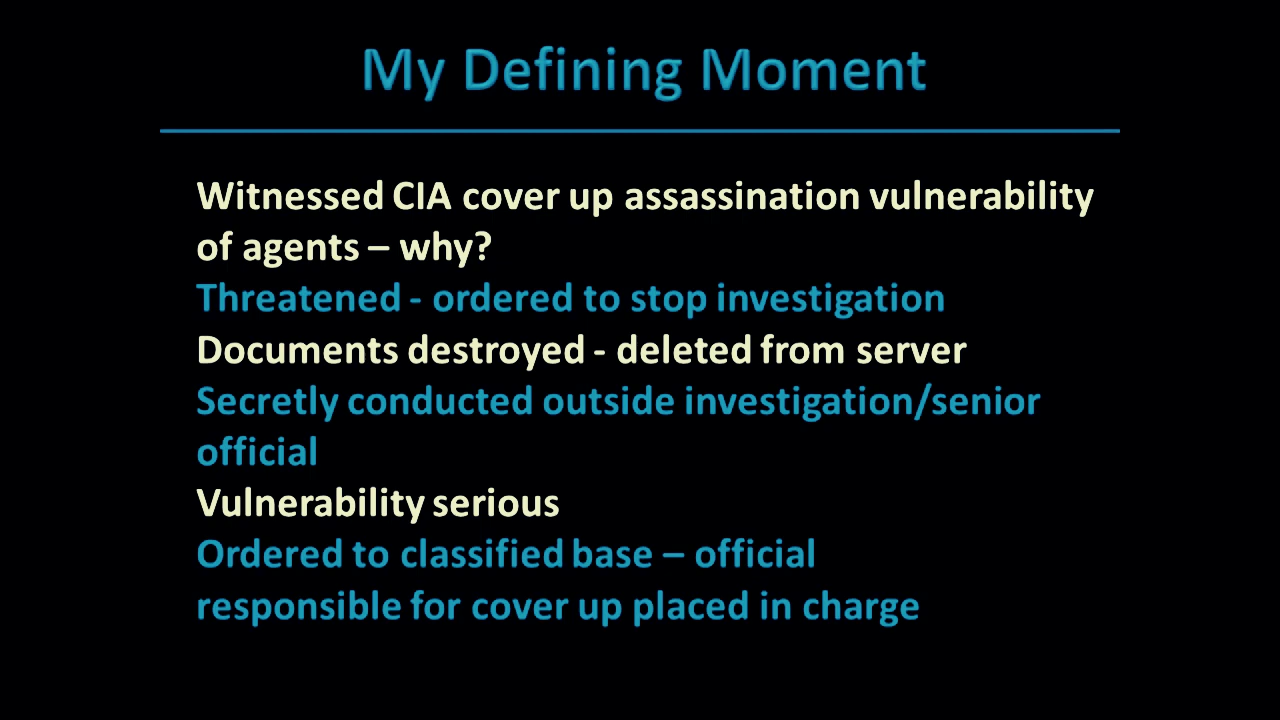 My Defining Moment
Witnessed CIA cover up assassination vulnerability
of agents – why?
Threatened - ordered to stop investigation
Documents destroyed - deleted from server
Secretly conducted outside investigation/senior
official
Vulnerability serious
Ordered to classified base – official
responsible for cover up placed in charge